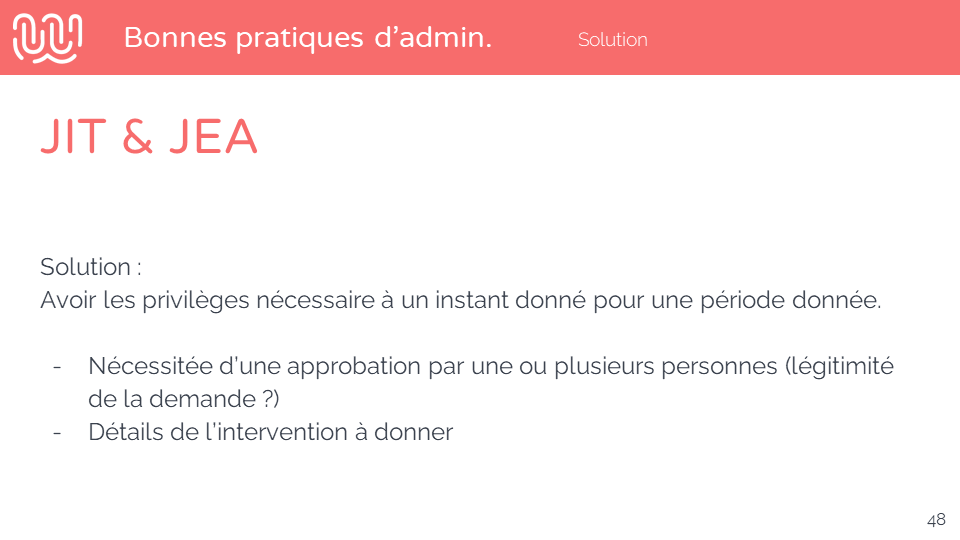 Bonnes pratiques d’admin.
Solution
JIT & JEA
Solution :
Avoir les privilèges nécessaire à un instant donné pour une période donnée.
- Nécessitée d’une approbation par une ou plusieurs personnes (légitimité
de la demande ?)
- Détails de l’intervention à donner
48